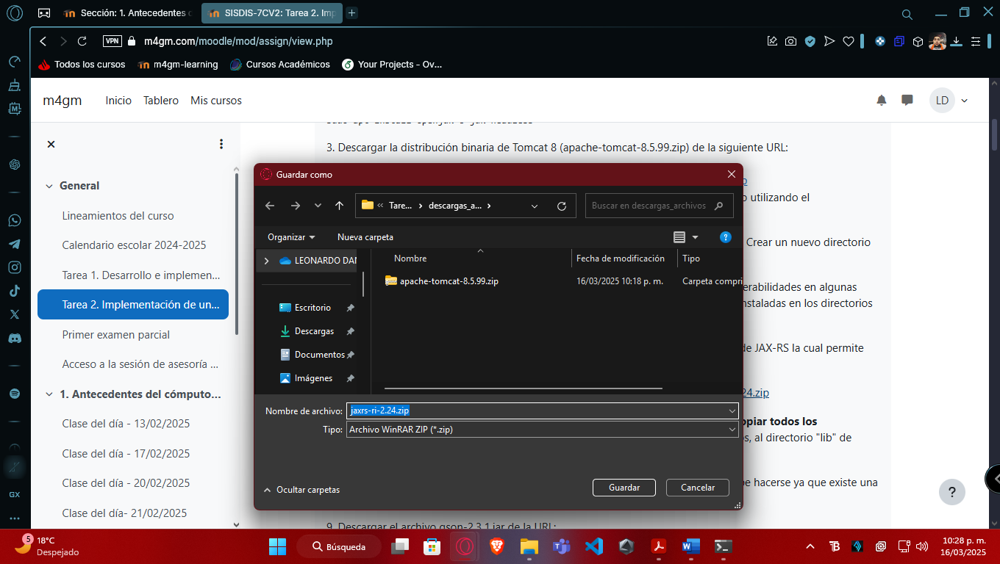 Sección: 1. Antecedentes
SISDIS-7CV2: Tarea 2. Im
VPN
m4gm.com/moodle/mod/assign/view.php
Todos los cursos
m4gm-learning
Cursos Académicos
Your Projects - Ov...
m4gm
Inicio
Tablero
Mis cursos
LD
3. Descargar la distribución binaria de Tomcat 8 (apache-tomcat-8.5.99.zip) de la siguiente URL:
utilizando el
Crear un nuevo directorio
erabilidades en algunas
nstaladas en los directorios
de JAX-RS la cual permite
24.zip
opiar todos los
s, al directorio "lib" de
be hacerse ya que existe una
9. Descargar el archivo gson-2.3.1.jar de la URL:
General
Lineamientos del curso
Calendario escolar 2024-2025
Tarea 1. Desarrollo e implemen...
Tarea 2. Implementación de un...
Primer examen parcial
Acceso a la sesión de asesoría ...
1. Antecedentes del cómputo...
Clase del día - 13/02/2025
Clase del día - 17/02/2025
Clase del día - 20/02/2025
Clase del día- 21/02/2025
Guardar como
Tare...
descargas_a...
Buscar en descargas_archivos
Organizar
Nueva carpeta
?
LEONARDO DAN
Escritorio
Descargas
Documentos
Imágenes
Nombre
Fecha de modificación
Tipo
apache-tomcat-8.5.99.zip
16/03/2025 10:18 p. m.
Carpeta compri
Nombre de archivo:
jaxrs-ri-2.24.zip
Tipo:
Archivo WinRAR ZIP (*.zip)
Ocultar carpetas
Guardar
Cancelar
?
GX
5
18°C
Despejado
Búsqueda
10:28 p. m.
16/03/2025